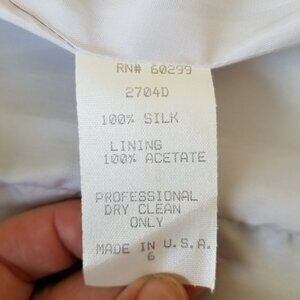 RN# 60299
2704D
100% SILK
LINING
100% ACETATE
PROFESSIONAL
DRY CLEAN
ONLY
MADE IN U.S.A.
6